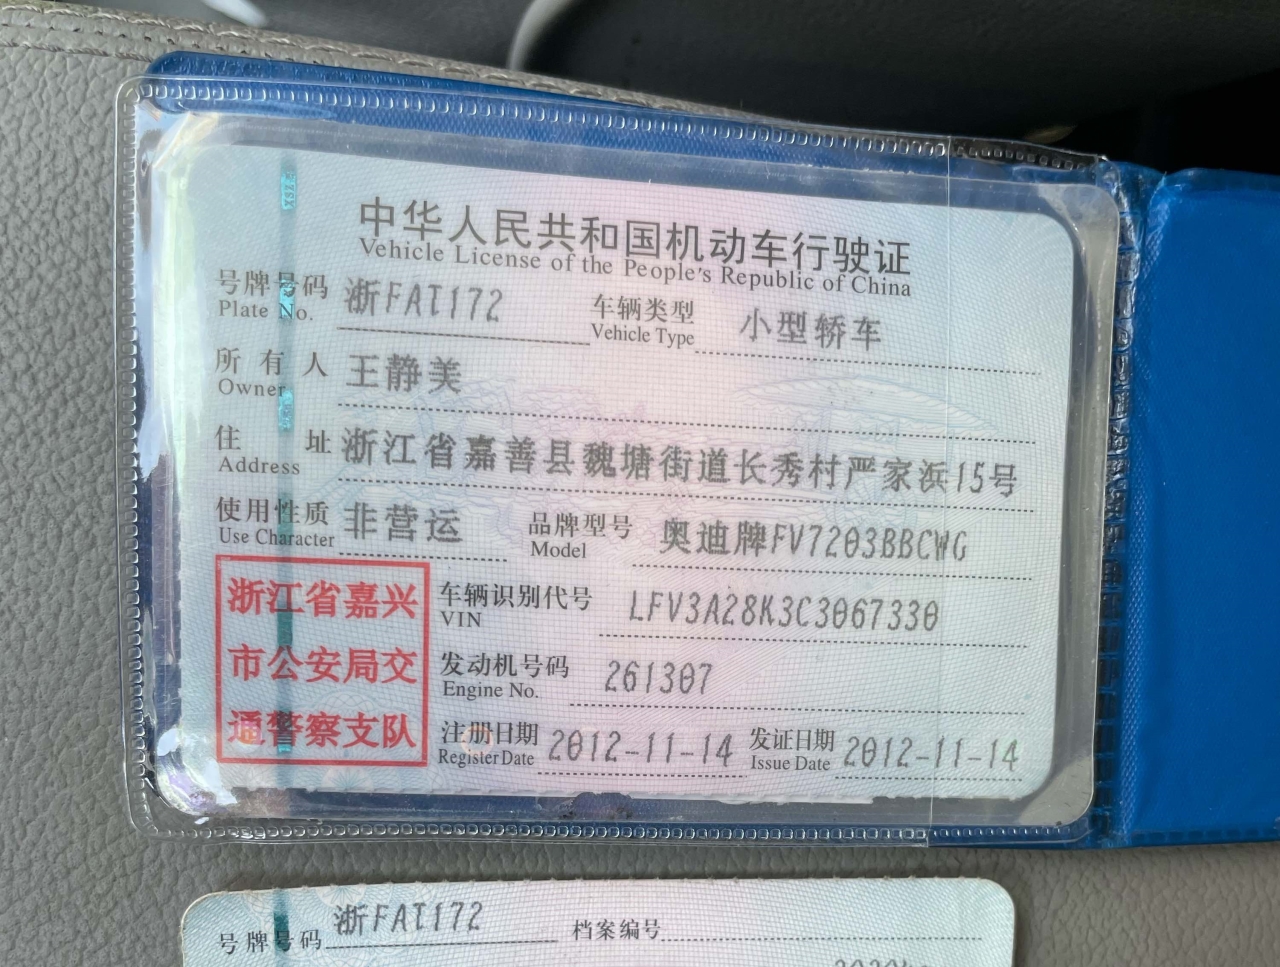 中华人民共和国机动车行驶证
Vehicle License of the People's Republic of China
号牌号码 浙FAT172 车辆类型 小型轿车
Plate No. Vehicle Type
所有人 王静美
Owner
住址 浙江省嘉善县魏塘街道长秀村严家浜15号
Address
使用性质 非营运 品牌型号 奥迪牌FV7203BBCWG
Use Character Model
浙江省嘉兴
市公安局交
通警察支队
车辆识别代号 LFV3A28K3C3067330
VIN
发动机号码 261307
Engine No.
注册日期 2012-11-14 发证日期 2012-11-14
Register Date Issue Date
号牌号码 浙FAT172 档案编号